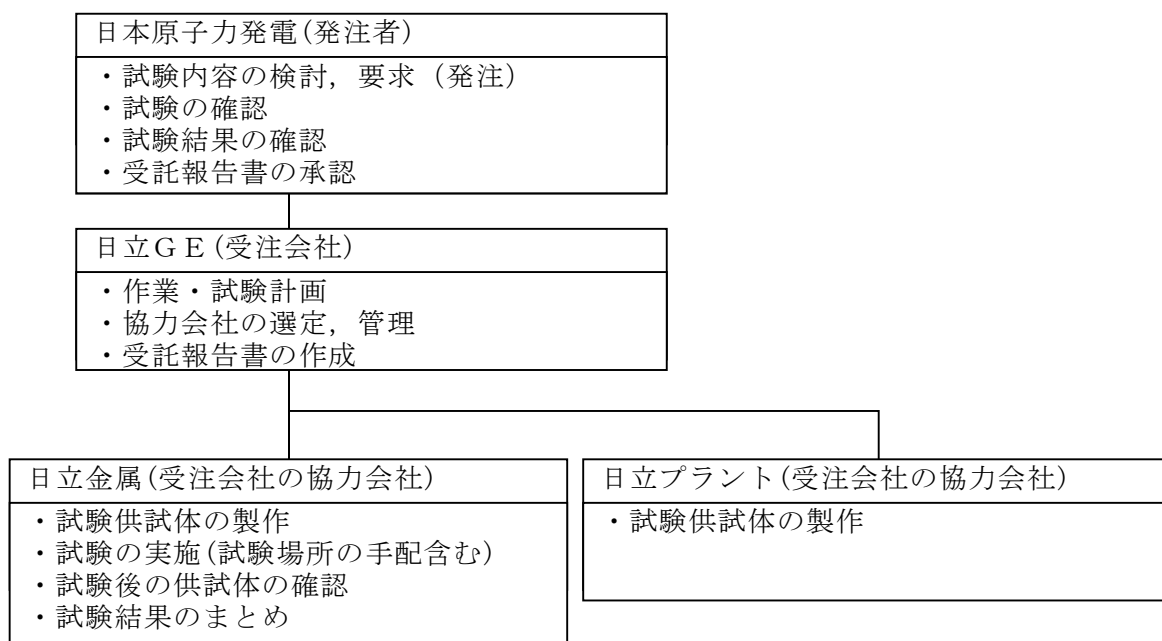 日本原子力発電(発注者)
・試験内容の検討，要求（発注）
・試験の確認
・試験結果の確認
・受託報告書の承認
日立ＧＥ(受注会社)
・作業・試験計画
・協力会社の選定，管理
・受託報告書の作成
日立金属(受注会社の協力会社)
・試験供試体の製作
・試験の実施(試験場所の手配含む)
・試験後の供試体の確認
・試験結果のまとめ
日立プラント(受注会社の協力会社)
・試験供試体の製作